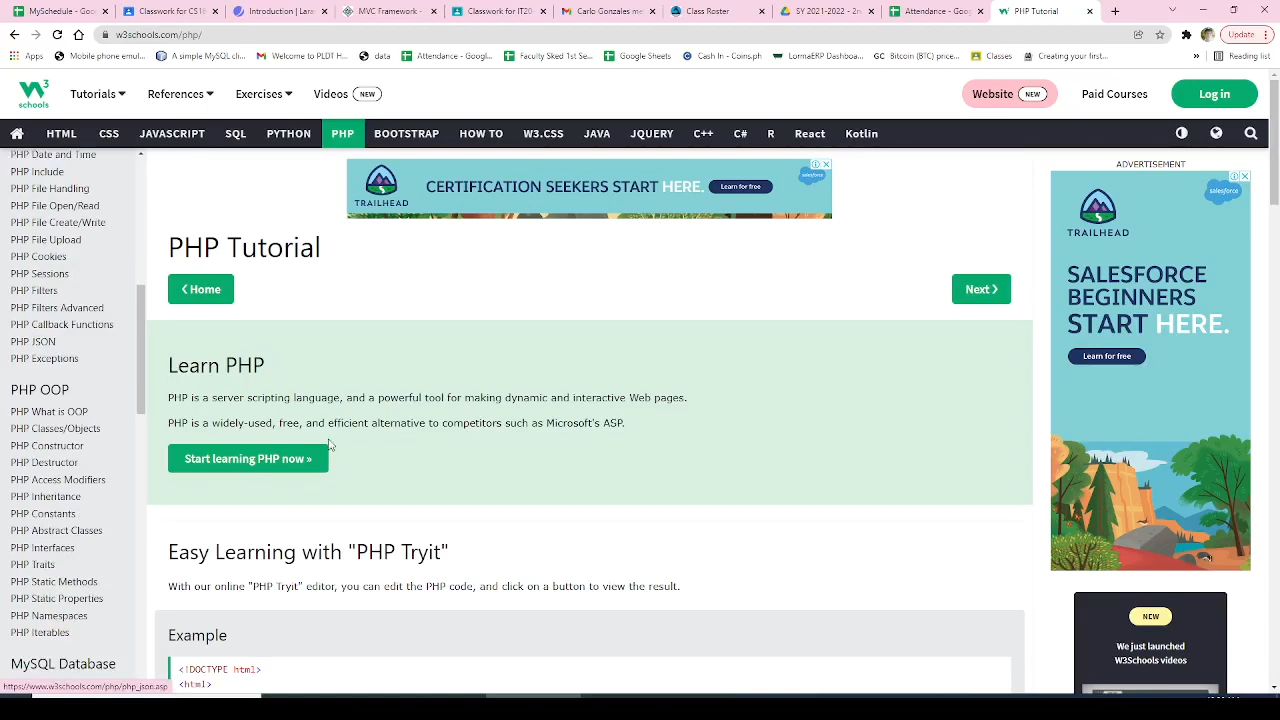 MySchedule - Goo
Classwork for CS16
Introduction | Lara
MVC Framework -
Classwork for IT20
Carlo Gonzales me
Class Roster
SY 2021-2022 - 2n
Attendance - Goog
PHP Tutorial
w3schools.com/php/
Update
Apps
Mobile phone emul...
data
A simple MySQL cl...
Welcome to PLDT H...
data
Attendance - Googl...
Faculty Sked 1st Se...
Google Sheets
Cash In - Coins.ph
LormaERP Dashboa...
GC Bitcoin (BTC) price...
Classes
Creating your first...
»
Reading list
W3
schools
Tutorials
References
Exercises
Videos NEW
Website NEW
Paid Courses
Log in
HTML CSS JAVASCRIPT SQL PYTHON PHP BOOTSTRAP HOW TO W3.CSS JAVA JQUERY C++ C# R React Kotlin
PHP Date and Time
PHP Include
PHP File Handling
PHP File Open/Read
PHP File Create/Write
PHP File Upload
PHP Cookies
PHP Sessions
PHP Filters
PHP Filters Advanced
PHP Callback Functions
PHP JSON
PHP Exceptions
PHP OOP
PHP What is OOP
PHP Classes/Objects
PHP Constructor
PHP Destructor
PHP Access Modifiers
PHP Inheritance
PHP Constants
PHP Abstract Classes
PHP Interfaces
PHP Traits
PHP Static Methods
PHP Static Properties
PHP Namespaces
PHP Iterables
MySQL Database
https://www.w3schools.com/php/php_json.asp
TRAILHEAD
CERTIFICATION SEEKERS START HERE.
Learn for free
salesforce
PHP Tutorial
❮ Home
Next ❯
Learn PHP
PHP is a server scripting language, and a powerful tool for making dynamic and interactive Web pages.
PHP is a widely-used, free, and efficient alternative to competitors such as Microsoft's ASP.
Start learning PHP now »
Easy Learning with "PHP Tryit"
With our online "PHP Tryit" editor, you can edit the PHP code, and click on a button to view the result.
Example
<!DOCTYPE html>
<html>
ADVERTISEMENT
salesforce
TRAILHEAD
SALESFORCE
BEGINNERS
START HERE.
Learn for free
NEW
We just launched
W3Schools videos